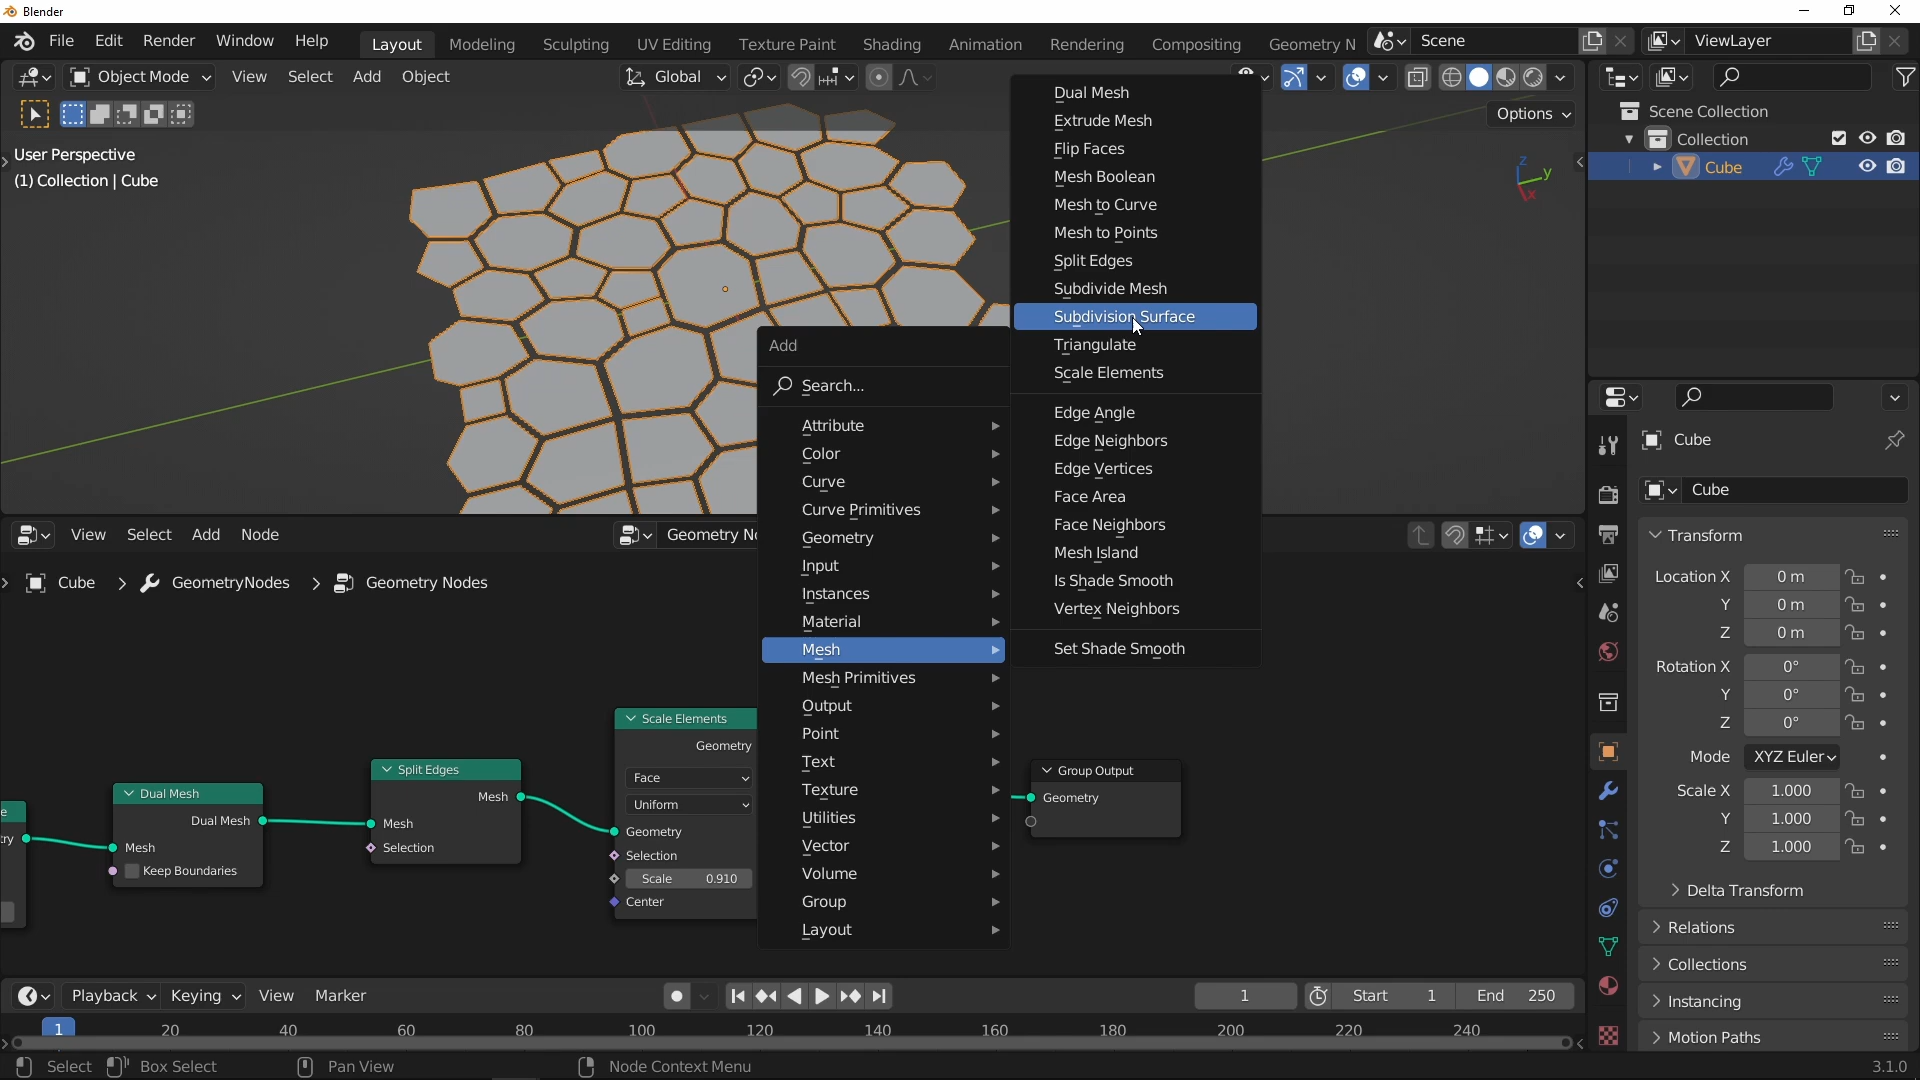 Blender
File Edit Render Window Help Layout Modeling Sculpting UV Editing Texture Paint Shading Animation Rendering Compositing Geometry N Scene ViewLayer
Object Mode View Select Add Object Global
Options
User Perspective
(1) Collection | Cube
Z
Y
X
Dual Mesh
Extrude Mesh
Flip Faces
Mesh Boolean
Mesh to Curve
Mesh to Points
Split Edges
Subdivide Mesh
Subdivision Surface
Triangulate
Scale Elements
Edge Angle
Edge Neighbors
Edge Vertices
Face Area
Face Neighbors
Mesh Island
Is Shade Smooth
Vertex Neighbors
Set Shade Smooth
Add
Search...
Attribute
Color
Curve
Curve Primitives
Geometry
Input
Instances
Material
Mesh
Mesh Primitives
Output
Point
Text
Texture
Utilities
Vector
Volume
Group
Layout
Scene Collection
Collection
Cube
Cube
Cube
Transform
Location X 0 m
Y 0 m
Z 0 m
Rotation X 0°
Y 0°
Z 0°
Mode XYZ Euler
Scale X 1.000
Y 1.000
Z 1.000
Delta Transform
Relations
Collections
Instancing
Motion Paths
View Select Add Node Geometry No
Cube > GeometryNodes > Geometry Nodes
e
ry
Dual Mesh
Dual Mesh
Mesh
Keep Boundaries
Split Edges
Mesh
Mesh
Selection
Scale Elements
Geometry
Face
Uniform
Geometry
Selection
Scale 0.910
Center
Group Output
Geometry
Playback Keying View Marker 1 Start 1 End 250
1 20 40 60 80 100 120 140 160 180 200 220 240
Select Box Select Pan View Node Context Menu 3.1.0